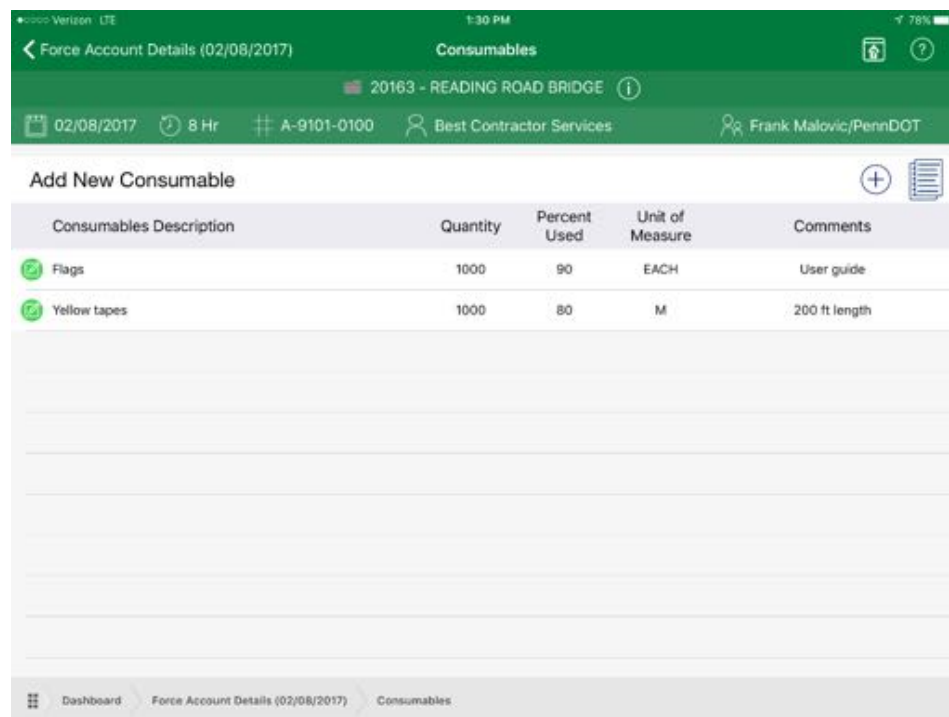 Verizon LTE 1:30 PM 78%
Force Account Details (02/08/2017) Consumables ?
20163 - READING ROAD BRIDGE i
02/08/2017 8 Hr # A-9101-0100 Best Contractor Services Frank Malovic/PennDOT
Add New Consumable
Consumables Description Quantity Percent Used Unit of Measure Comments
Flags 1000 90 EACH User guide
Yellow tapes 1000 80 M 200 ft length
Dashboard Force Account Details (02/08/2017) Consumables